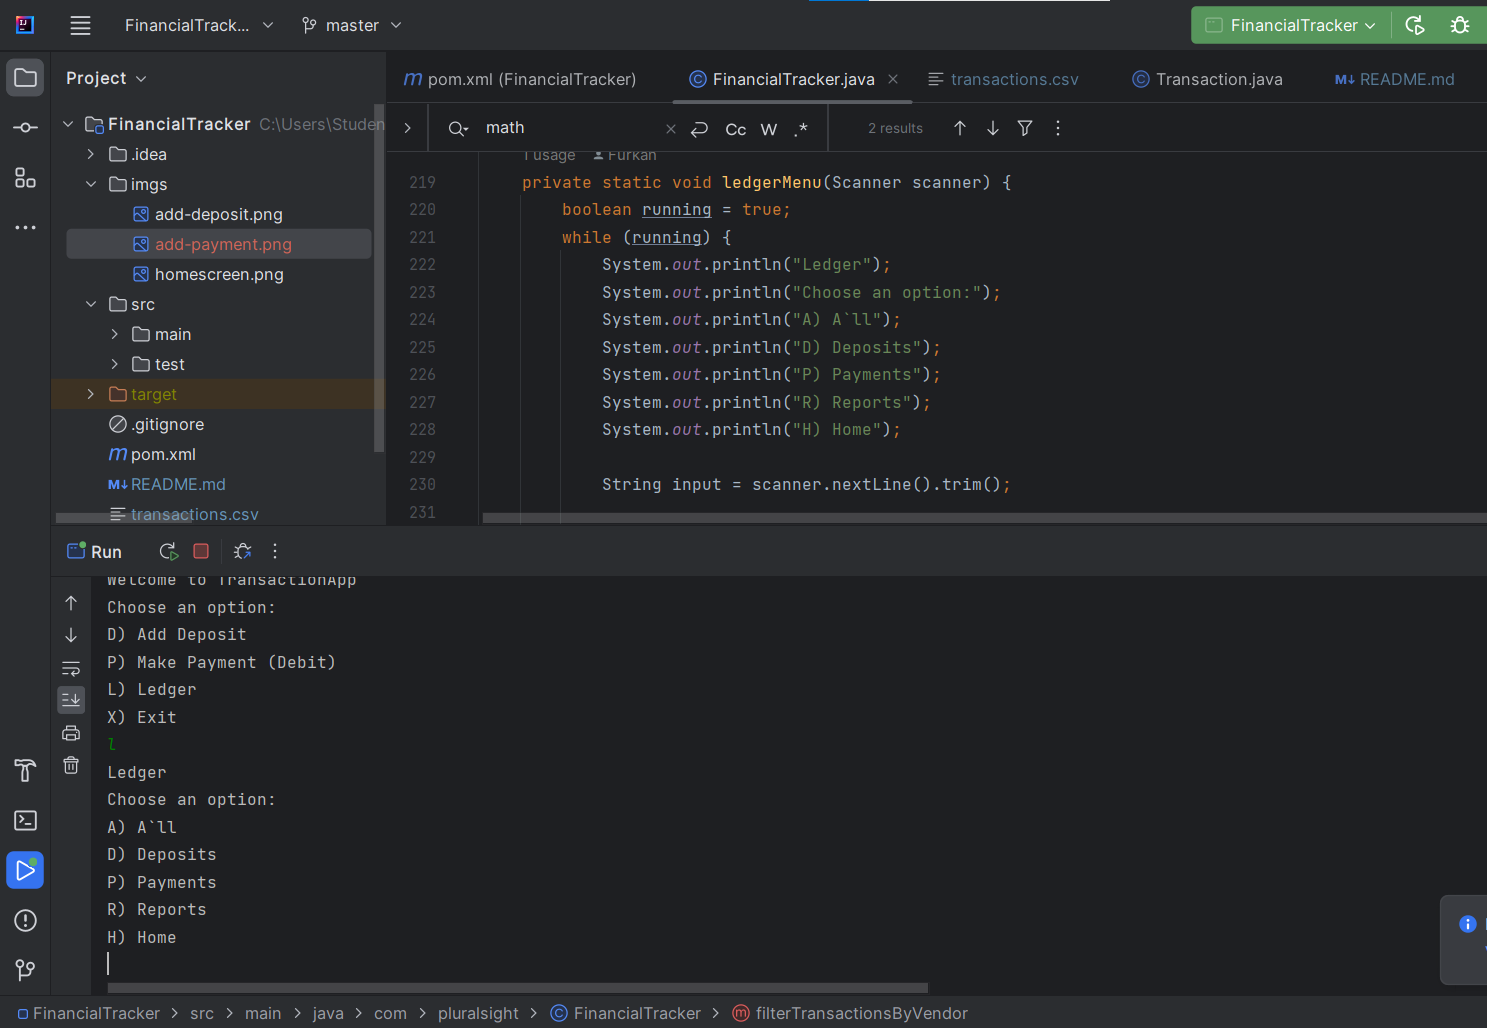 FinancialTrack...
master
FinancialTracker
Project
pom.xml (FinancialTracker)
FinancialTracker.java
transactions.csv
Transaction.java
README.md
FinancialTracker C:\Users\Studen
.idea
imgs
add-deposit.png
add-payment.png
homescreen.png
src
main
test
target
.gitignore
pom.xml
README.md
transactions.csv
math
Cc W .*
2 results
1 usage Furkan
219 private static void ledgerMenu(Scanner scanner) {
220 boolean running = true;
221 while (running) {
222 System.out.println("Ledger");
223 System.out.println("Choose an option:");
224 System.out.println("A) A`ll");
225 System.out.println("D) Deposits");
226 System.out.println("P) Payments");
227 System.out.println("R) Reports");
228 System.out.println("H) Home");
229
230 String input = scanner.nextLine().trim();
231
Run
Welcome to TransactionApp
Choose an option:
D) Add Deposit
P) Make Payment (Debit)
L) Ledger
X) Exit
l
Ledger
Choose an option:
A) A`ll
D) Deposits
P) Payments
R) Reports
H) Home
FinancialTracker > src > main > java > com > pluralsight > FinancialTracker > filterTransactionsByVendor